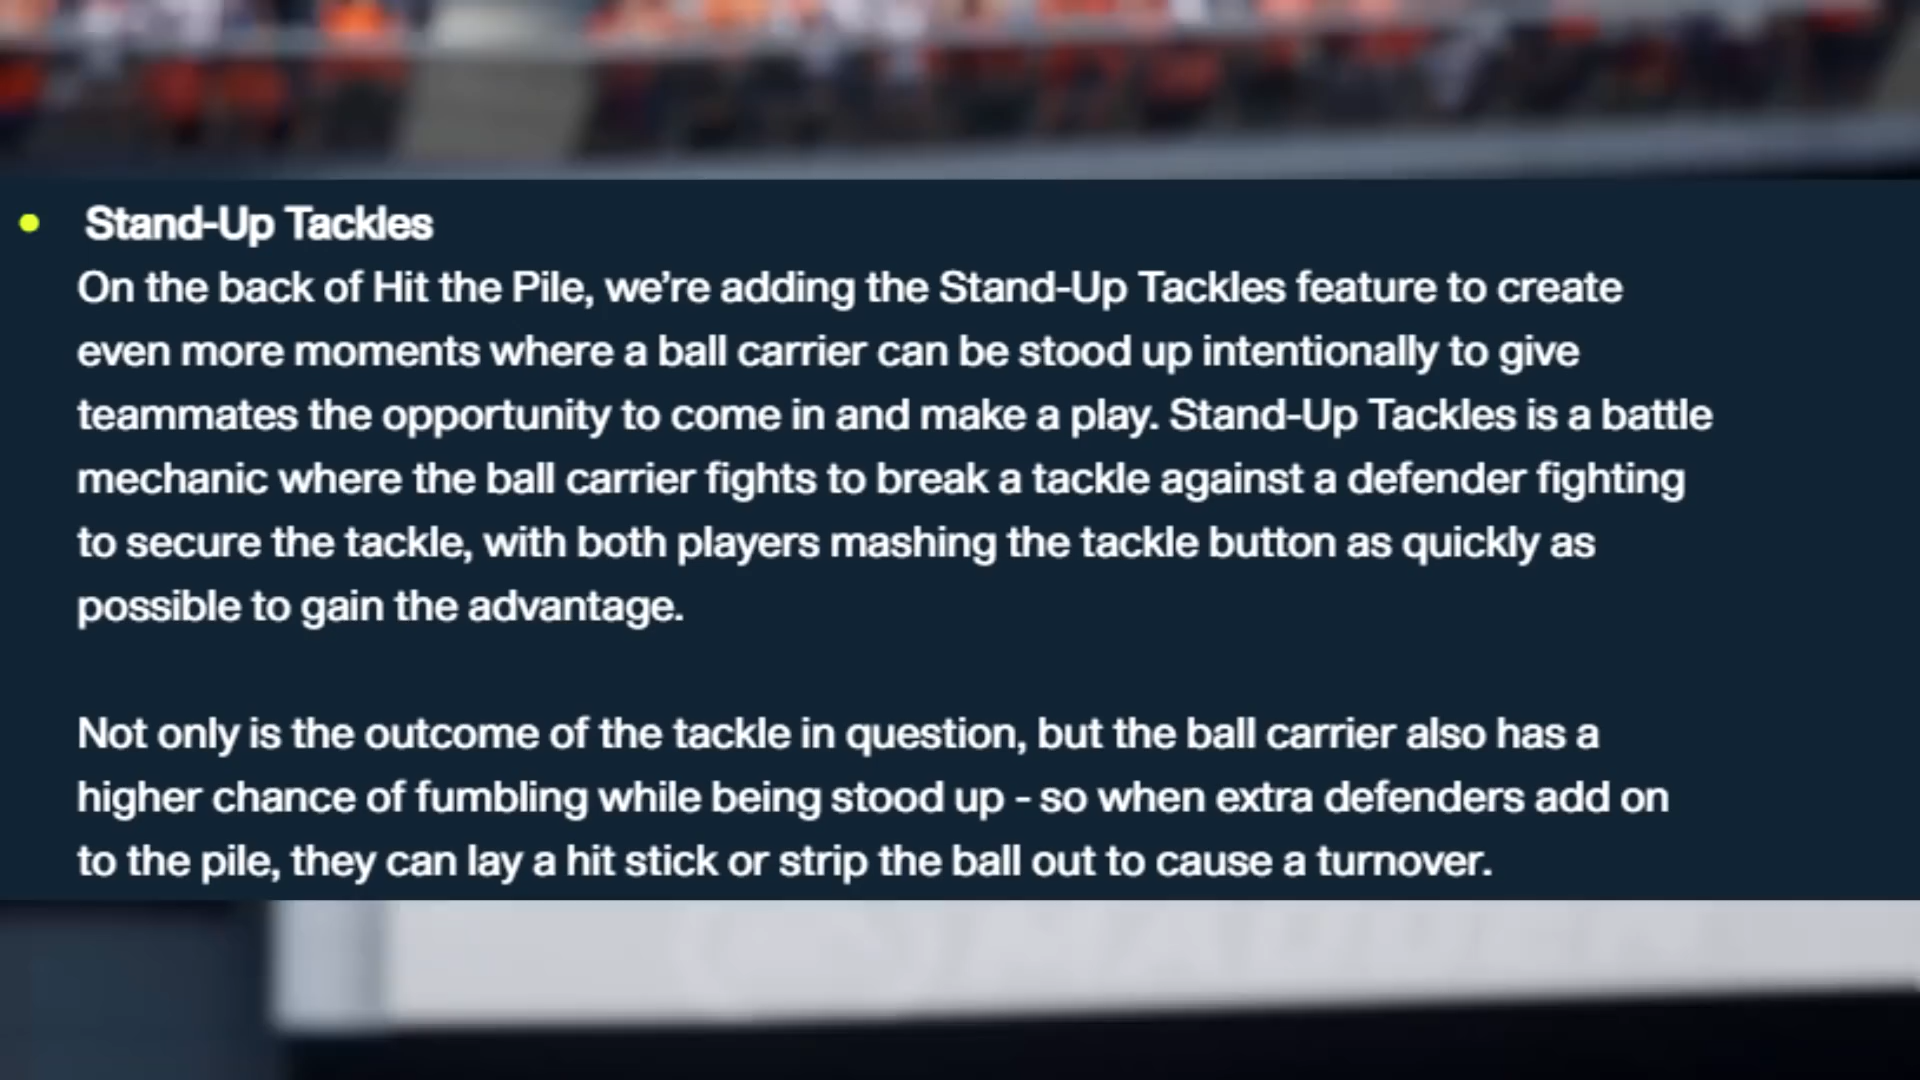 Stand-Up Tackles
On the back of Hit the Pile, we’re adding the Stand-Up Tackles feature to create
even more moments where a ball carrier can be stood up intentionally to give
teammates the opportunity to come in and make a play. Stand-Up Tackles is a battle
mechanic where the ball carrier fights to break a tackle against a defender fighting
to secure the tackle, with both players mashing the tackle button as quickly as
possible to gain the advantage.
Not only is the outcome of the tackle in question, but the ball carrier also has a
higher chance of fumbling while being stood up - so when extra defenders add on
to the pile, they can lay a hit stick or strip the ball out to cause a turnover.